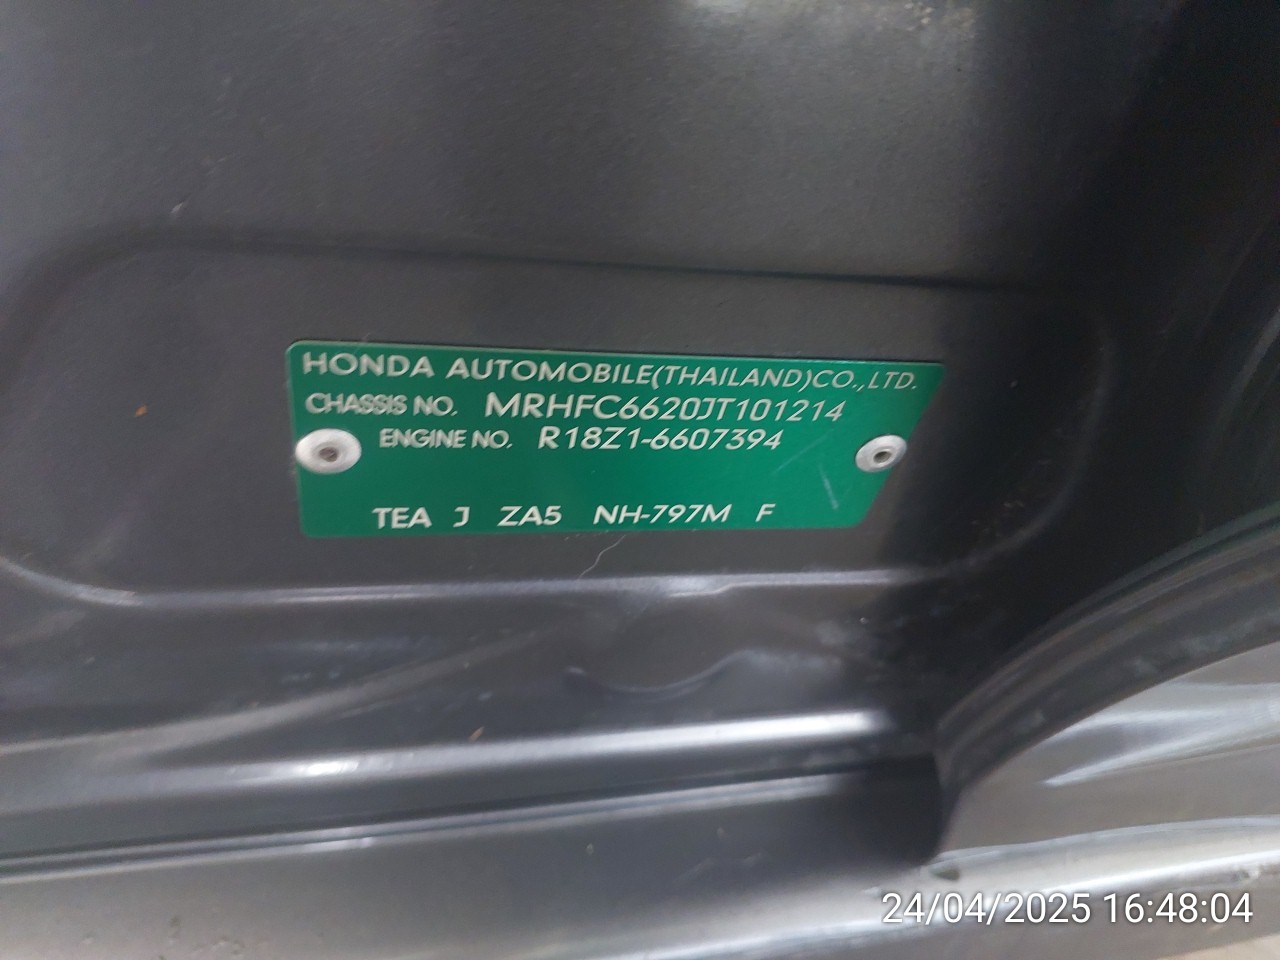 HONDA AUTOMOBILE(THAILAND)CO.,LTD.
CHASSIS NO. MRHFC6620JT101214
ENGINE NO. R18Z1-6607394
TEA J ZA5 NH-797M F
24/04/2025 16:48:04